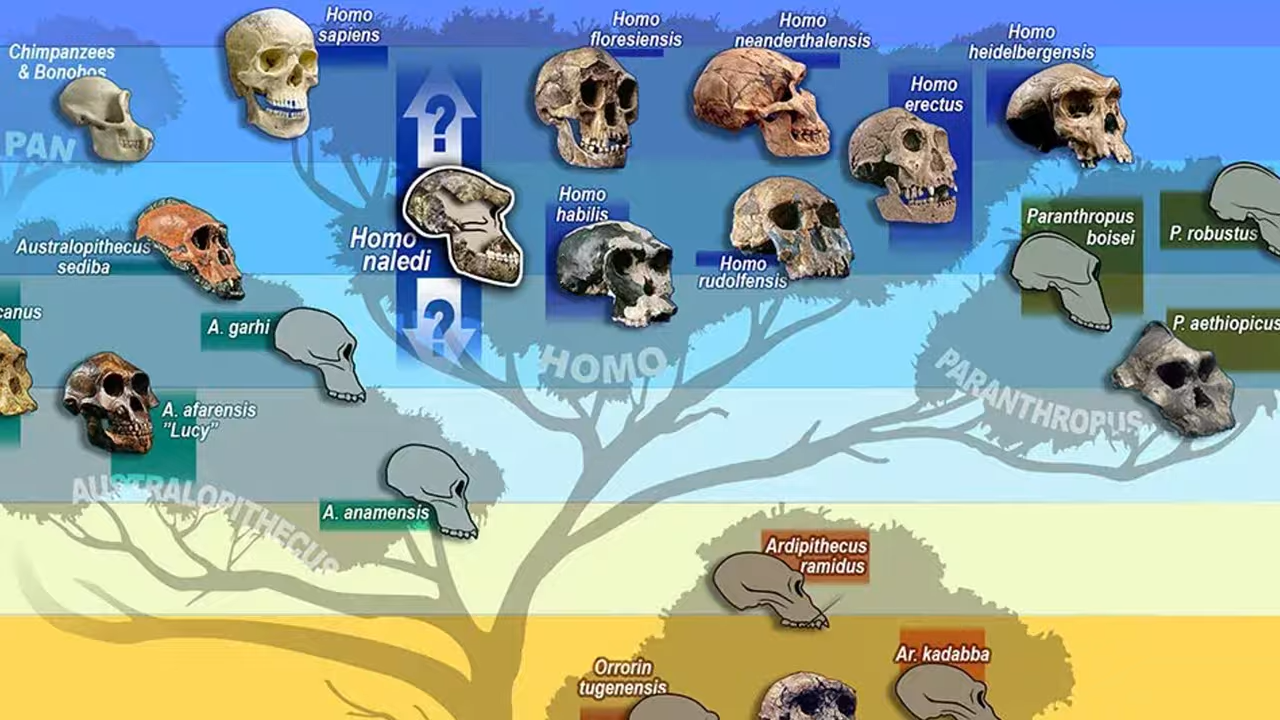 Homo
sapiens
Homo
floresiensis
Homo
neanderthalensis
Homo
heidelbergensis
Chimpanzees
& Bonobos
Homo
erectus
PAN
?
Homo
habilis
Homo
naledi
Homo
rudolfensis
Paranthropus
boisei
P. robustus
Australopithecus
sediba
canus
A. garhi
?
P. aethiopicus
HOMO
PARANTHROPUS
A. afarensis
"Lucy"
AUSTRALOPITHECUS
A. anamensis
Ardipithecus
ramidus
Ar. kadabba
Orrorin
tugenensis